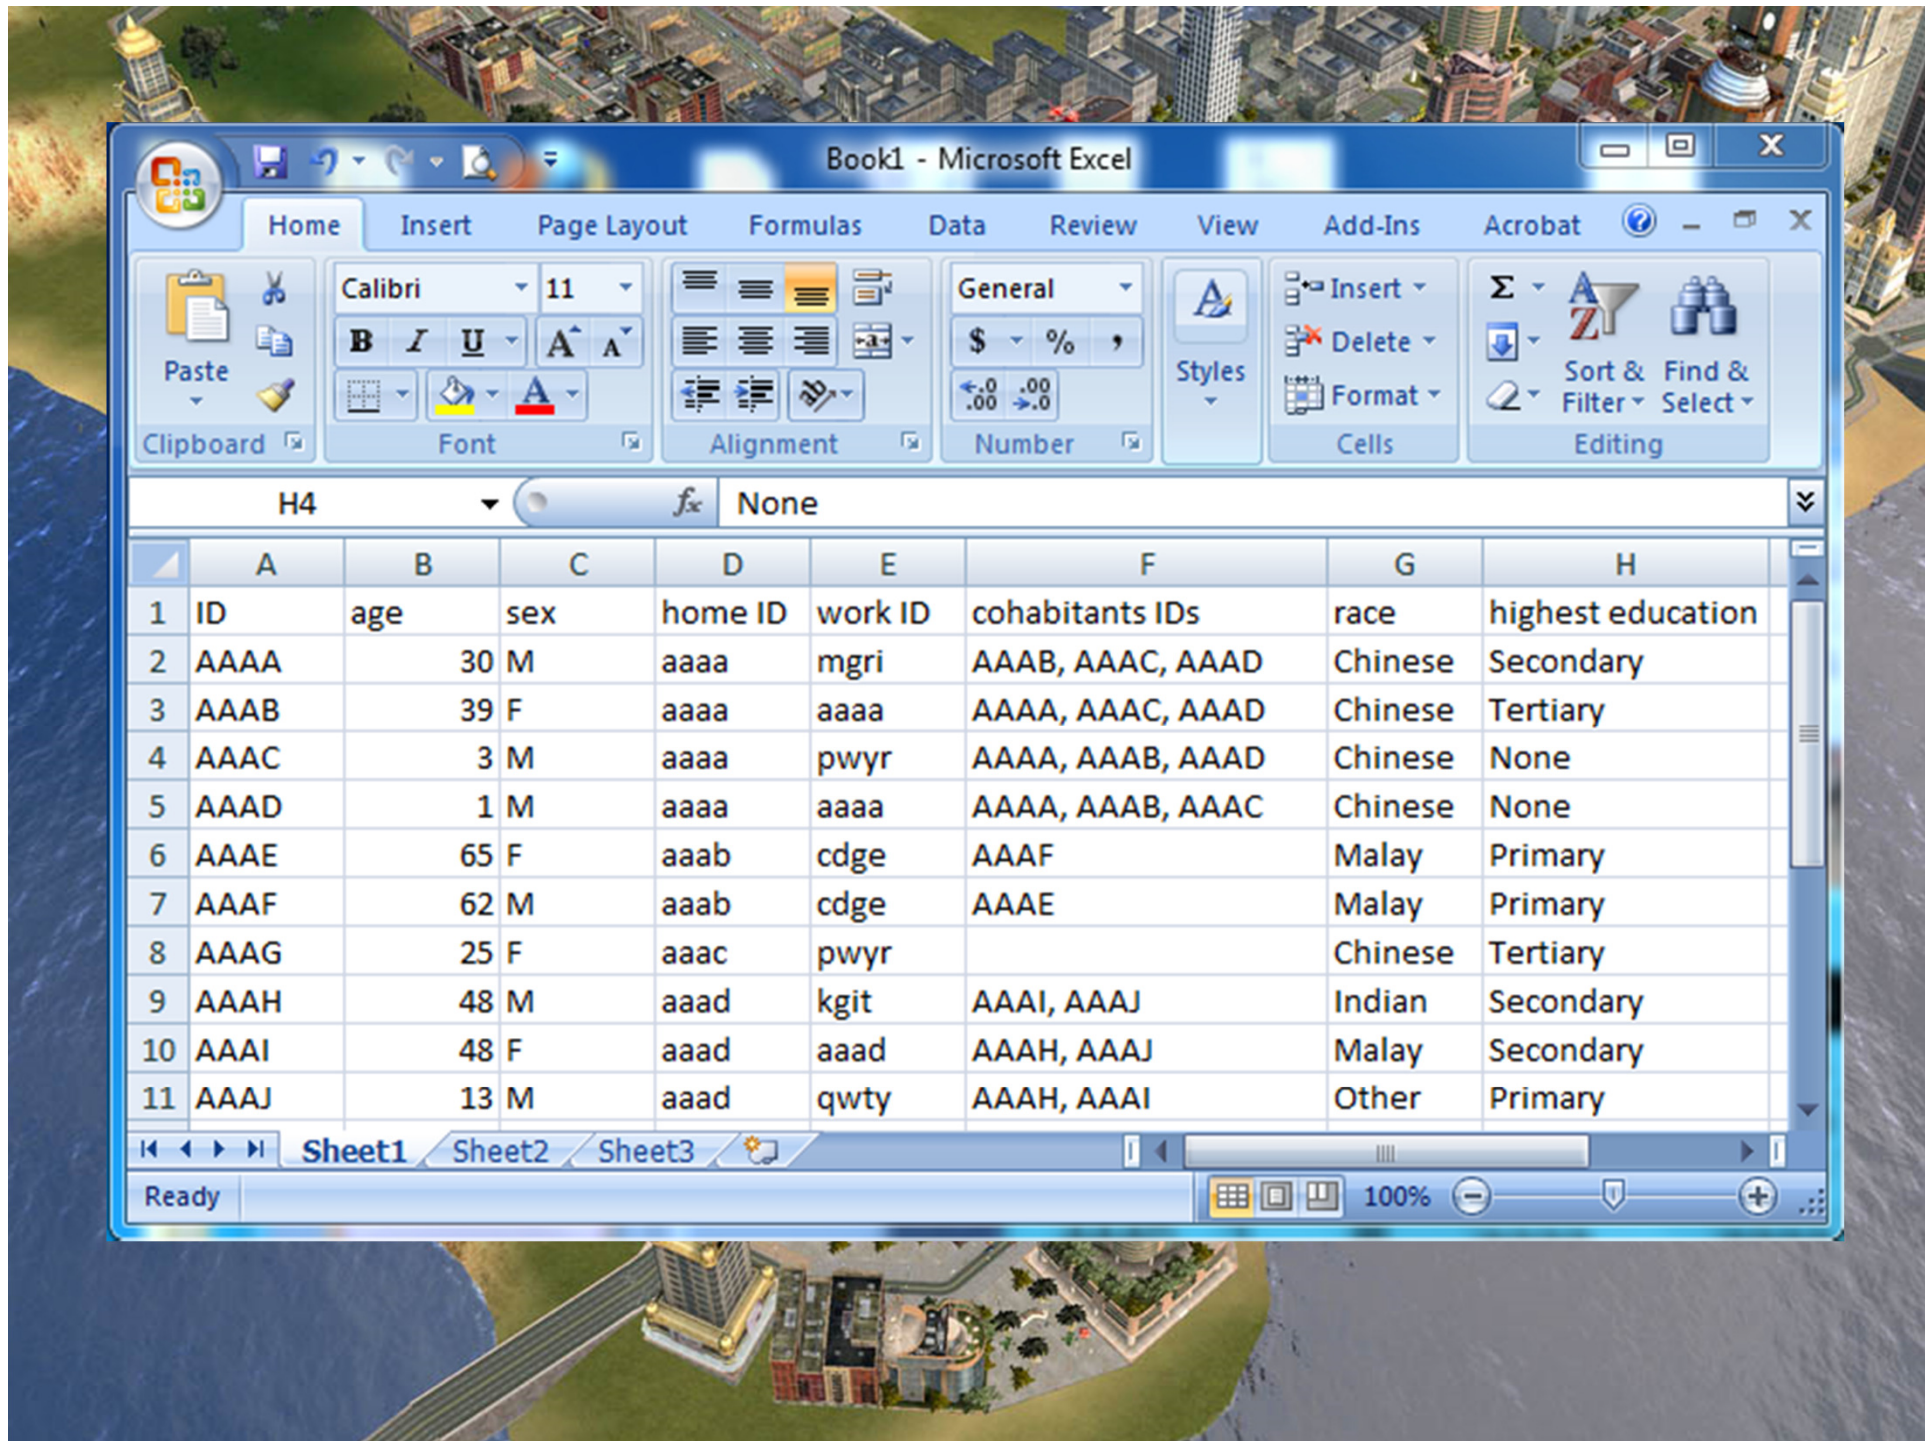 Book1 - Microsoft Excel
Home Insert Page Layout Formulas Data Review View Add-Ins Acrobat
Calibri 11 General Insert
B I U A A $ % , Delete
Paste Styles Sort & Filter Find & Select
A .0 .00 .00 .0 Format
Clipboard Font Alignment Number Cells Editing
H4 fx None
A B C D E F G H
1 ID age sex home ID work ID cohabitants IDs race highest education
2 AAAA 30 M aaaa mgri AAAB, AAAC, AAAD Chinese Secondary
3 AAAB 39 F aaaa aaaa AAAA, AAAC, AAAD Chinese Tertiary
4 AAAC 3 M aaaa pwyr AAAA, AAAB, AAAD Chinese None
5 AAAD 1 M aaaa aaaa AAAA, AAAB, AAAC Chinese None
6 AAAE 65 F aaab cdge AAAF Malay Primary
7 AAAF 62 M aaab cdge AAAE Malay Primary
8 AAAG 25 F aaac pwyr Chinese Tertiary
9 AAAH 48 M aaad kgit AAAI, AAAJ Indian Secondary
10 AAAI 48 F aaad aaad AAAH, AAAJ Malay Secondary
11 AAAJ 13 M aaad qwty AAAH, AAAI Other Primary
Sheet1 Sheet2 Sheet3
Ready 100%